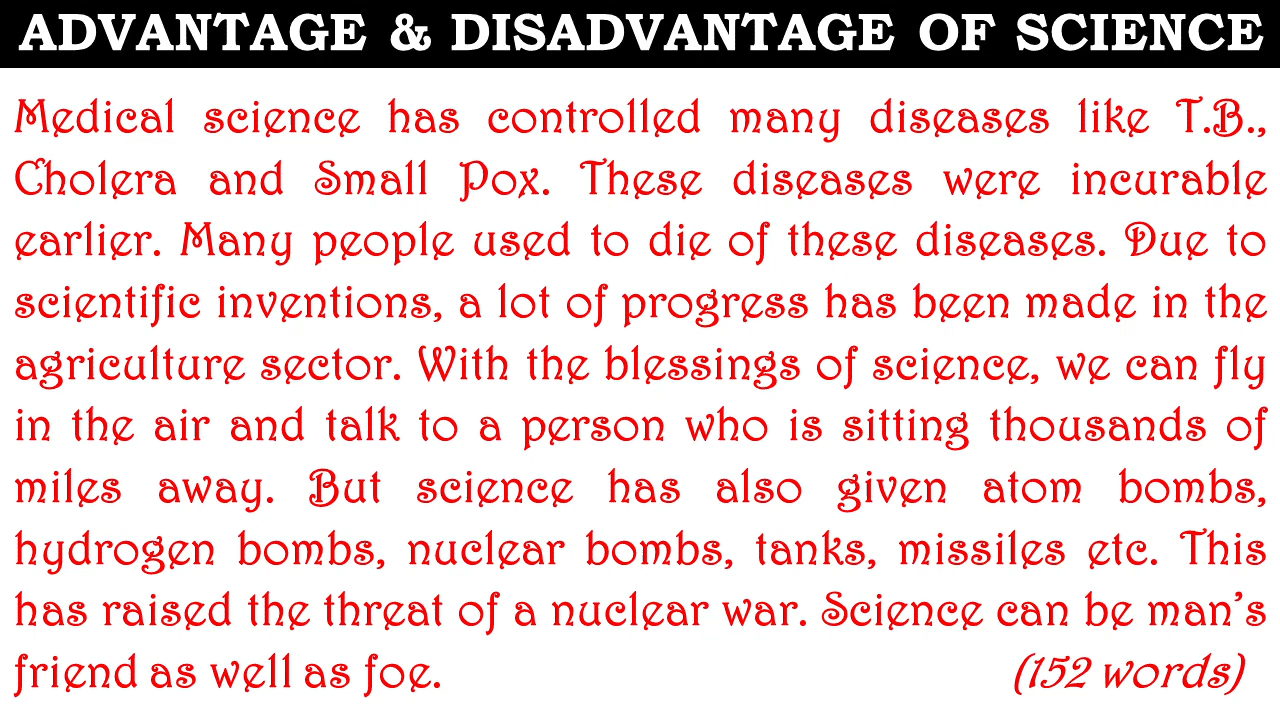 ADVANTAGE & DISADVANTAGE OF SCIENCE
Medical science has controlled many diseases like T.B.,
Cholera and Small Pox. These diseases were incurable
earlier. Many people used to die of these diseases. Due to
scientific inventions, a lot of progress has been made in the
agriculture sector. With the blessings of science, we can fly
in the air and talk to a person who is sitting thousands of
miles away. But science has also given atom bombs,
hydrogen bombs, nuclear bombs, tanks, missiles etc. This
has raised the threat of a nuclear war. Science can be man's
friend as well as foe. (152 words)